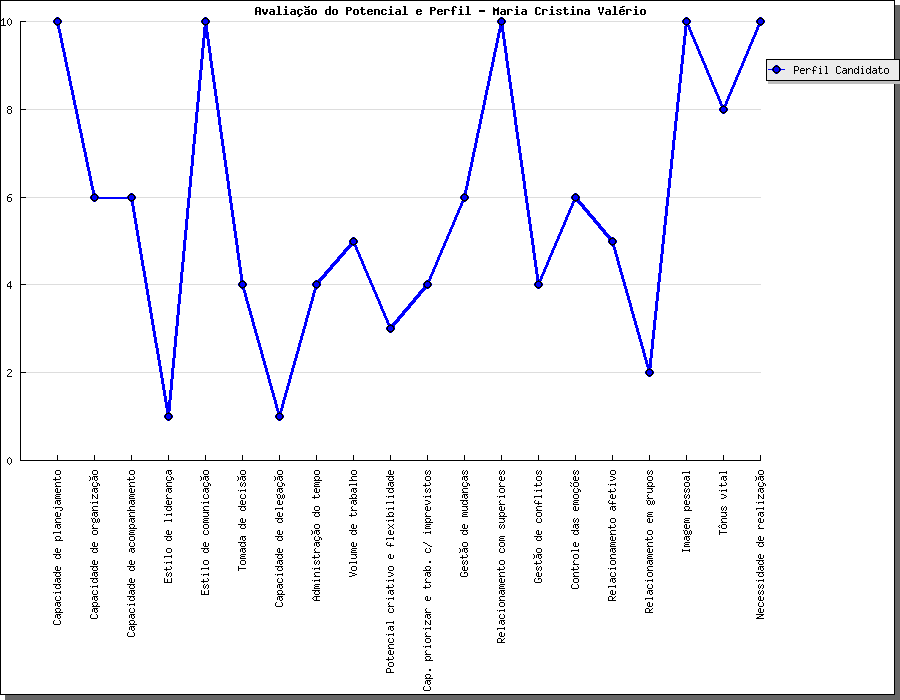 Avaliação do Potencial e Perfil - Maria Cristina Valério
10
8
6
4
2
0
Perfil Candidato
Capacidade de planejamento
Capacidade de organização
Capacidade de acompanhamento
Estilo de liderança
Estilo de comunicação
Tomada de decisão
Capacidade de delegação
Administração do tempo
Volume de trabalho
Potencial criativo e flexibilidade
Cap. priorizar e trab. c/ imprevistos
Gestão de mudanças
Relacionamento com superiores
Gestão de conflitos
Controle das emoções
Relacionamento afetivo
Relacionamento em grupos
Imagem pessoal
Tônus vital
Necessidade de realização